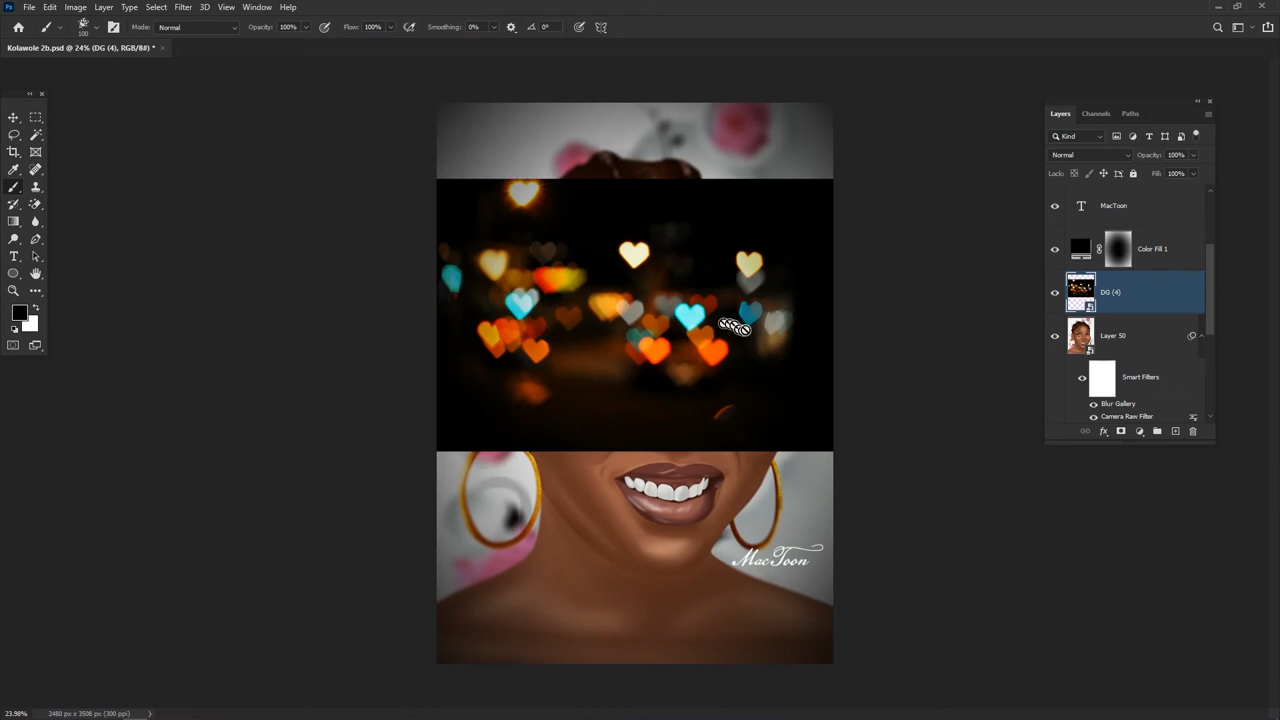 Ps File Edit Image Layer Type Select Filter 3D View Window Help
100 Mode: Normal Opacity: 100% Flow: 100% Smoothing: 0% 0°
Kolawole 2b.psd @ 24% (DG (4), RGB/8#) *
Layers Channels Paths
Kind
Normal Opacity: 100%
Lock: Fill: 100%
T MacToon
Color Fill 1
DG (4)
Layer 50
Smart Filters
Blur Gallery
Camera Raw Filter
MacToon
23.98% 2480 px x 3508 px (300 ppi)